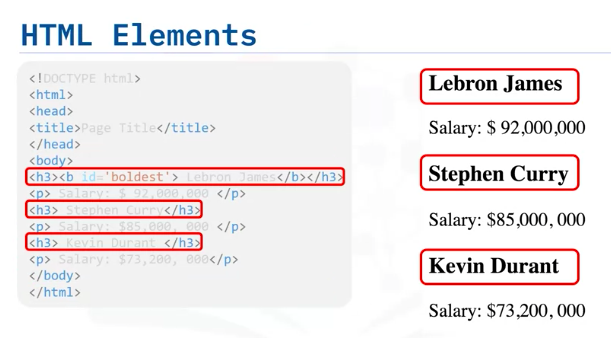 HTML Elements
<!DOCTYPE html>
<html>
<head>
<title>Page Title</title>
</head>
<body>
<h3><b id='boldest'> Lebron James</b></h3>
<p> Salary: $ 92,000,000 </p>
<h3> Stephen Curry</h3>
<p> Salary: $85,000, 000 </p>
<h3> Kevin Durant </h3>
<p> Salary: $73,200, 000</p>
</body>
</html>
Lebron James
Salary: $ 92,000,000
Stephen Curry
Salary: $85,000, 000
Kevin Durant
Salary: $73,200, 000